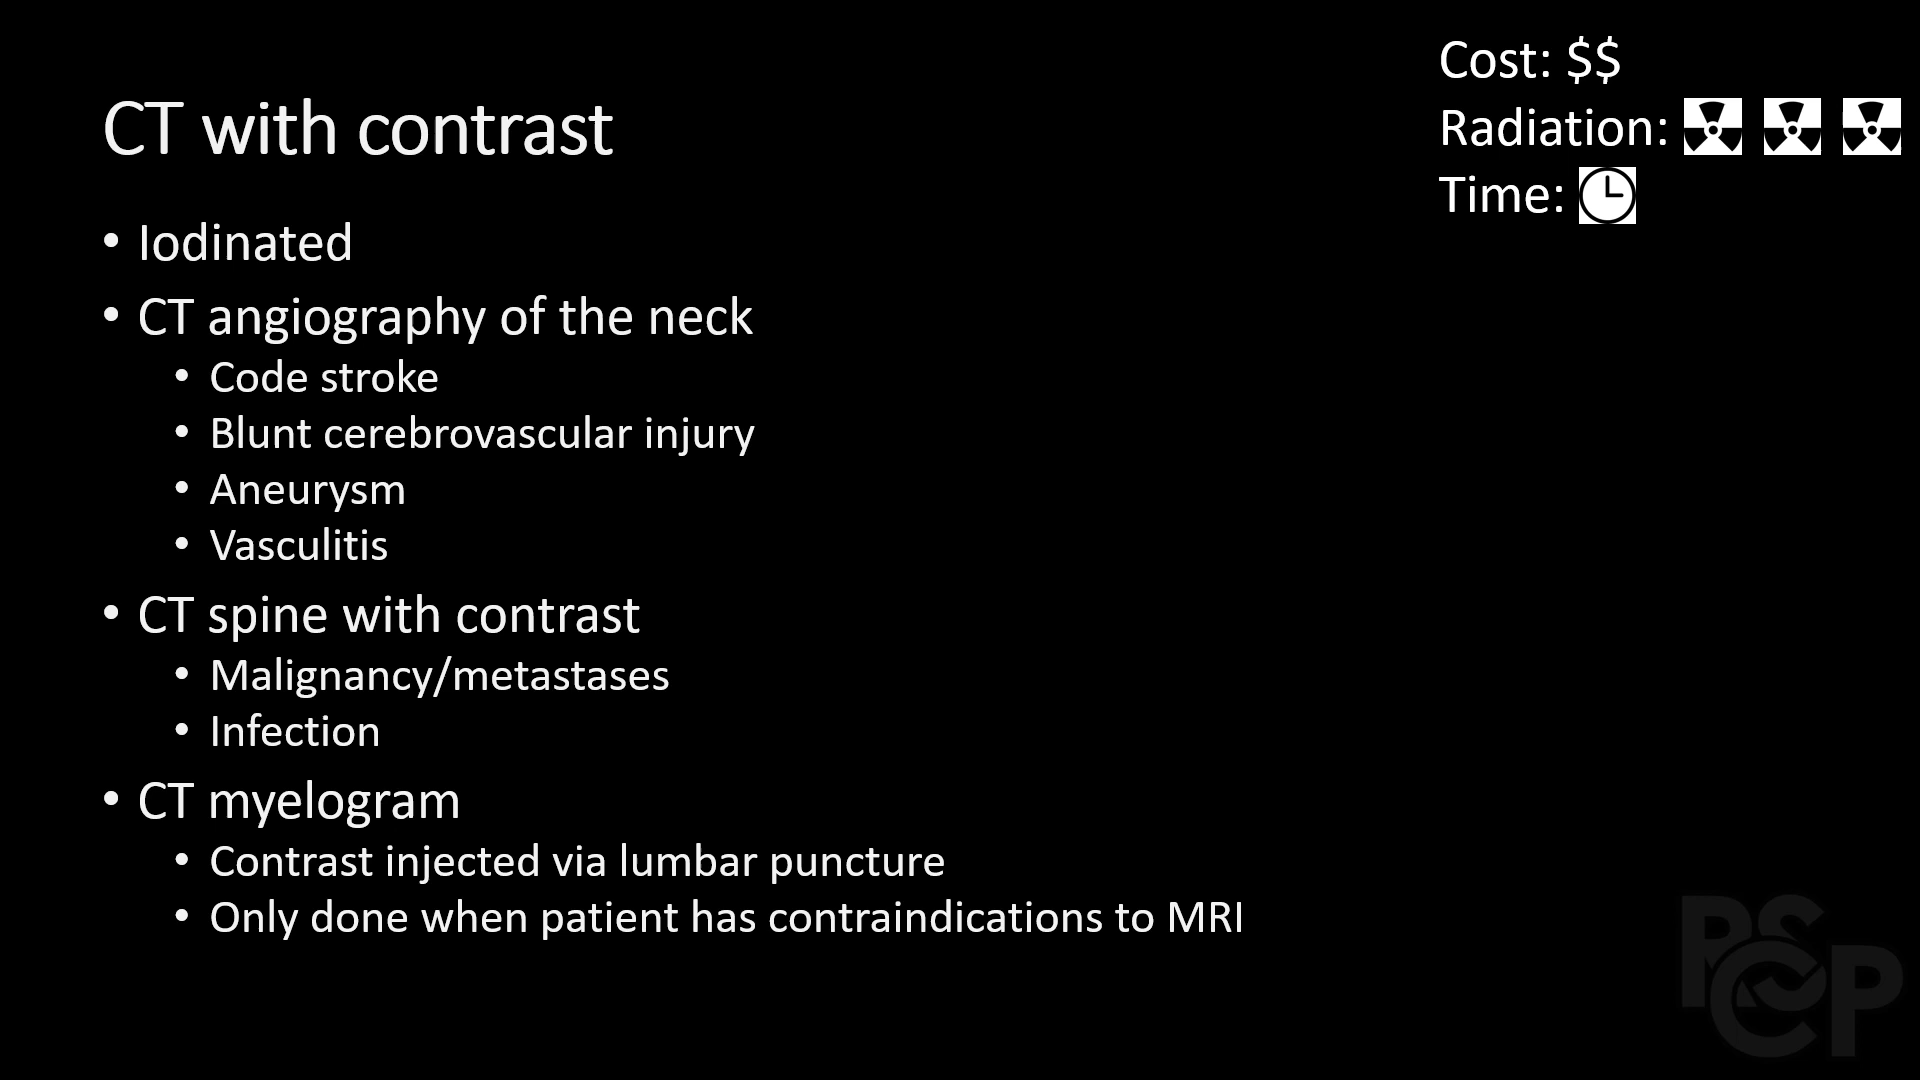 CT with contrast
Cost: $$
Radiation:
Time:
• Iodinated
• CT angiography of the neck
• Code stroke
• Blunt cerebrovascular injury
• Aneurysm
• Vasculitis
• CT spine with contrast
• Malignancy/metastases
• Infection
• CT myelogram
• Contrast injected via lumbar puncture
• Only done when patient has contraindications to MRI